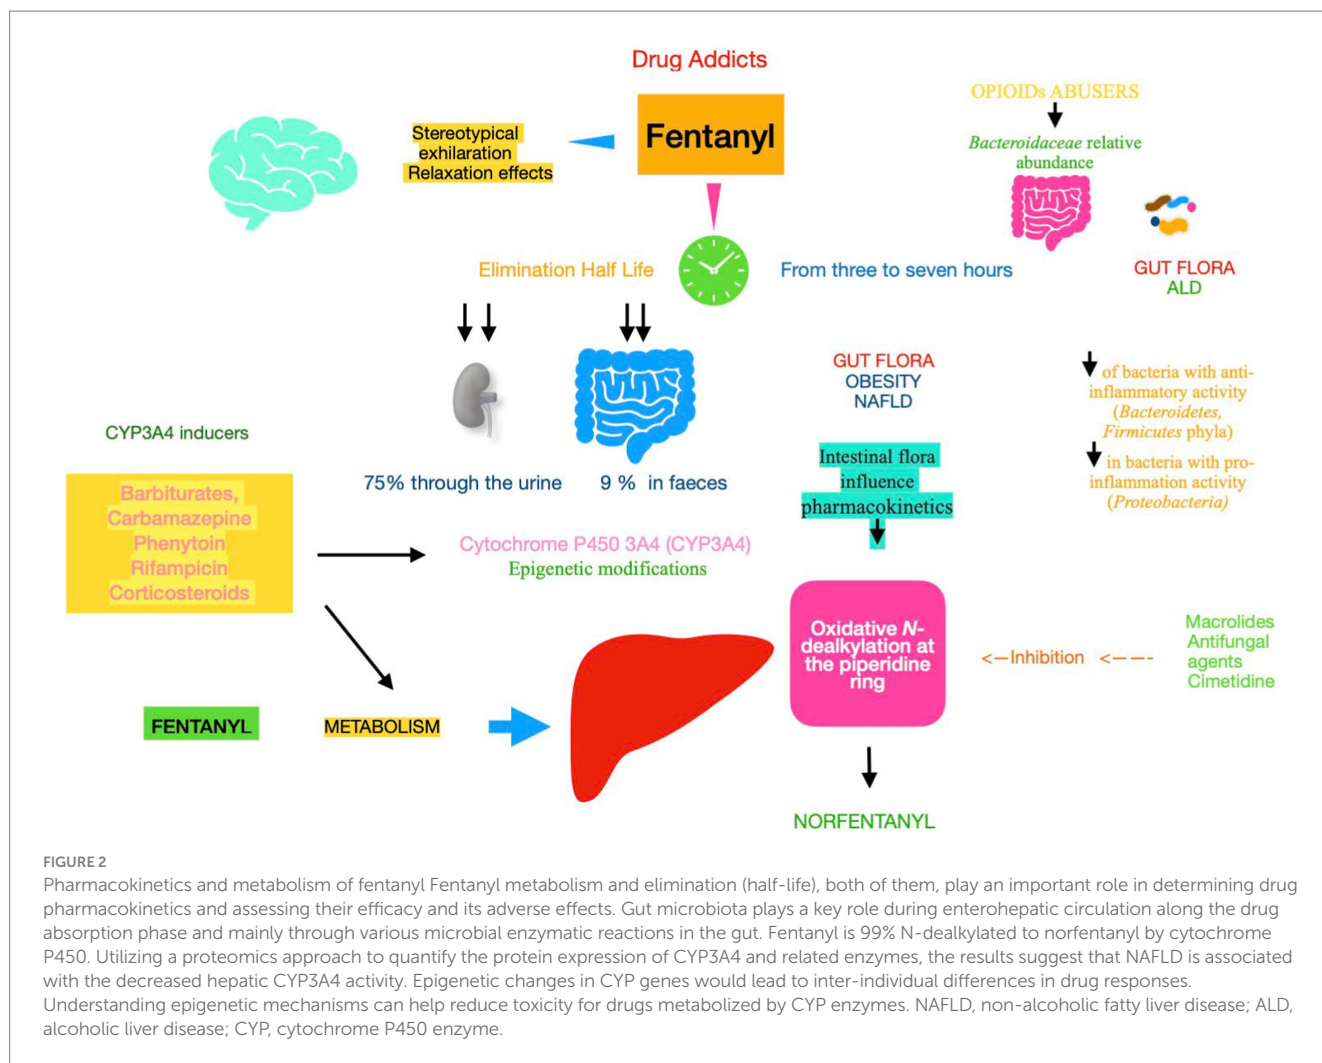 Drug Addicts
Fentanyl
Stereotypical
exhilaration
Relaxation effects
OPIOIDs ABUSERS
Bacteroidaceae relative
abundance
Elimination Half Life
From three to seven hours
GUT FLORA
ALD
75% through the urine
9 % in faeces
GUT FLORA
OBESITY
NAFLD
of bacteria with anti-
inflammatory activity
(Bacteroidetes,
Firmicutes phyla)
in bacteria with pro-
inflammation activity
(Proteobacteria)
CYP3A4 inducers
Barbiturates,
Carbamazepine
Phenytoin
Rifampicin
Corticosteroids
Intestinal flora
influence
pharmacokinetics
Cytochrome P450 3A4 (CYP3A4)
Epigenetic modifications
Oxidative N-
dealkylation at
the piperidine
ring
<—Inhibition <—--
Macrolides
Antifungal
agents
Cimetidine
FENTANYL
METABOLISM
NORFENTANYL
FIGURE 2
Pharmacokinetics and metabolism of fentanyl Fentanyl metabolism and elimination (half-life), both of them, play an important role in determining drug
pharmacokinetics and assessing their efficacy and its adverse effects. Gut microbiota plays a key role during enterohepatic circulation along the drug
absorption phase and mainly through various microbial enzymatic reactions in the gut. Fentanyl is 99% N-dealkylated to norfentanyl by cytochrome
P450. Utilizing a proteomics approach to quantify the protein expression of CYP3A4 and related enzymes, the results suggest that NAFLD is associated
with the decreased hepatic CYP3A4 activity. Epigenetic changes in CYP genes would lead to inter-individual differences in drug responses.
Understanding epigenetic mechanisms can help reduce toxicity for drugs metabolized by CYP enzymes. NAFLD, non-alcoholic fatty liver disease; ALD,
alcoholic liver disease; CYP, cytochrome P450 enzyme.